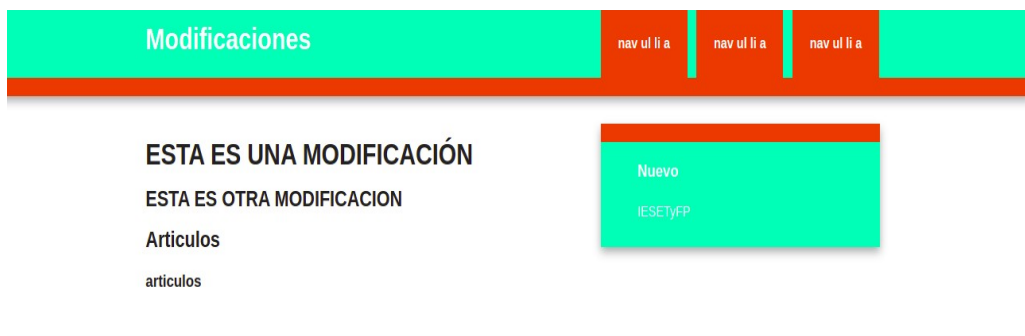 Modificaciones
nav ul li a
nav ul li a
nav ul li a
ESTA ES UNA MODIFICACIÓN
ESTA ES OTRA MODIFICACION
Articulos
articulos
Nuevo
IESETyFP